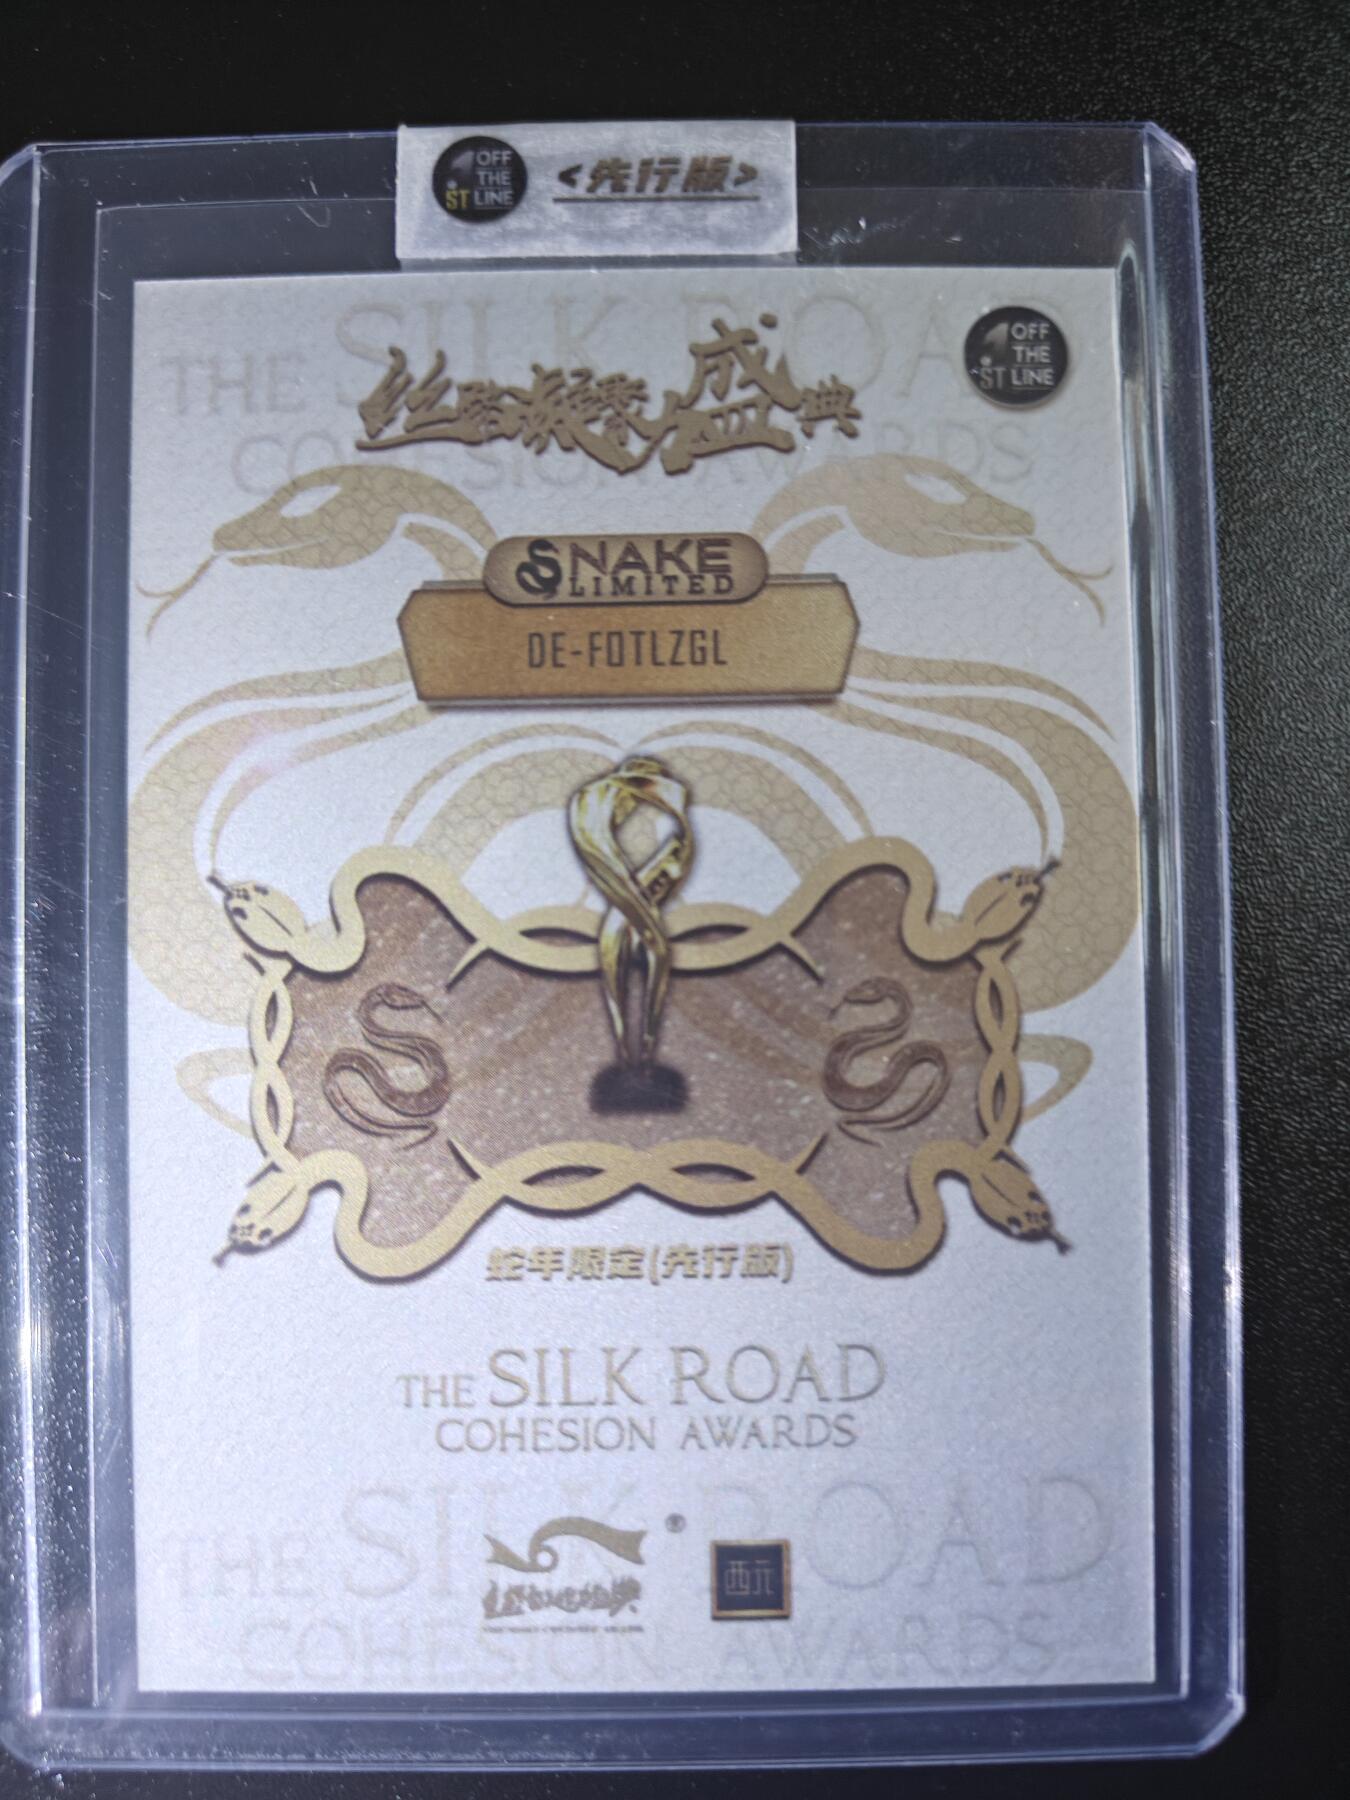 1ST OFF THE LINE
<先行版>
THE SILK ROAD
COHESION AWARDS
丝路凝聚盛典
1ST OFF THE LINE
SNAKE
LIMITED
DE-FOTLZGL
蛇年限定(先行版)
THE SILK ROAD
COHESION AWARDS
THE SILK ROAD
COHESION AWARDS
®